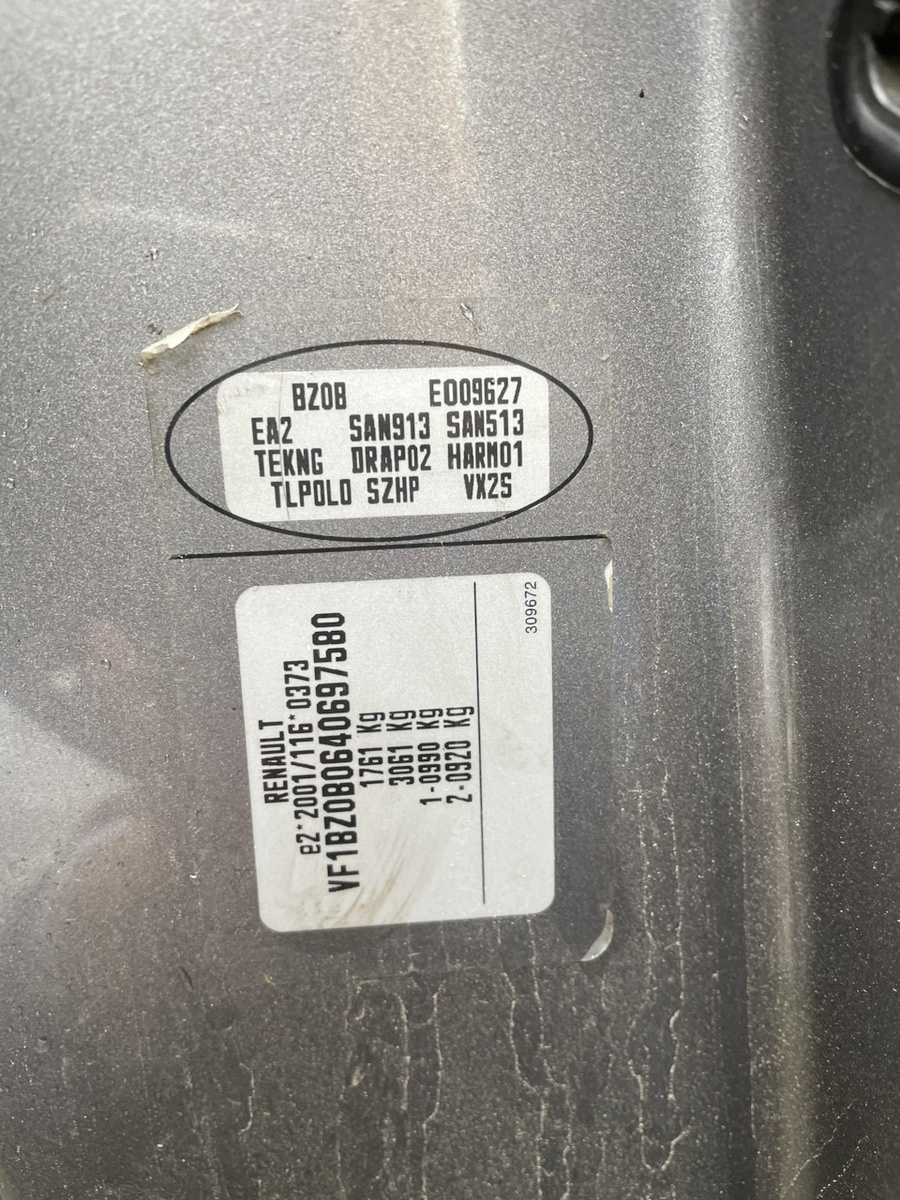 BZ0B E009627
EA2 SAN913 SAN513
TEKNG DRAP02 HARM01
TLPOLO SZHP VX2S
RENAULT
e2*2001/116*0373
VF1BZ0B0640697580
1761 Kg
3061 Kg
1-0990 Kg
2-0920 Kg
309672